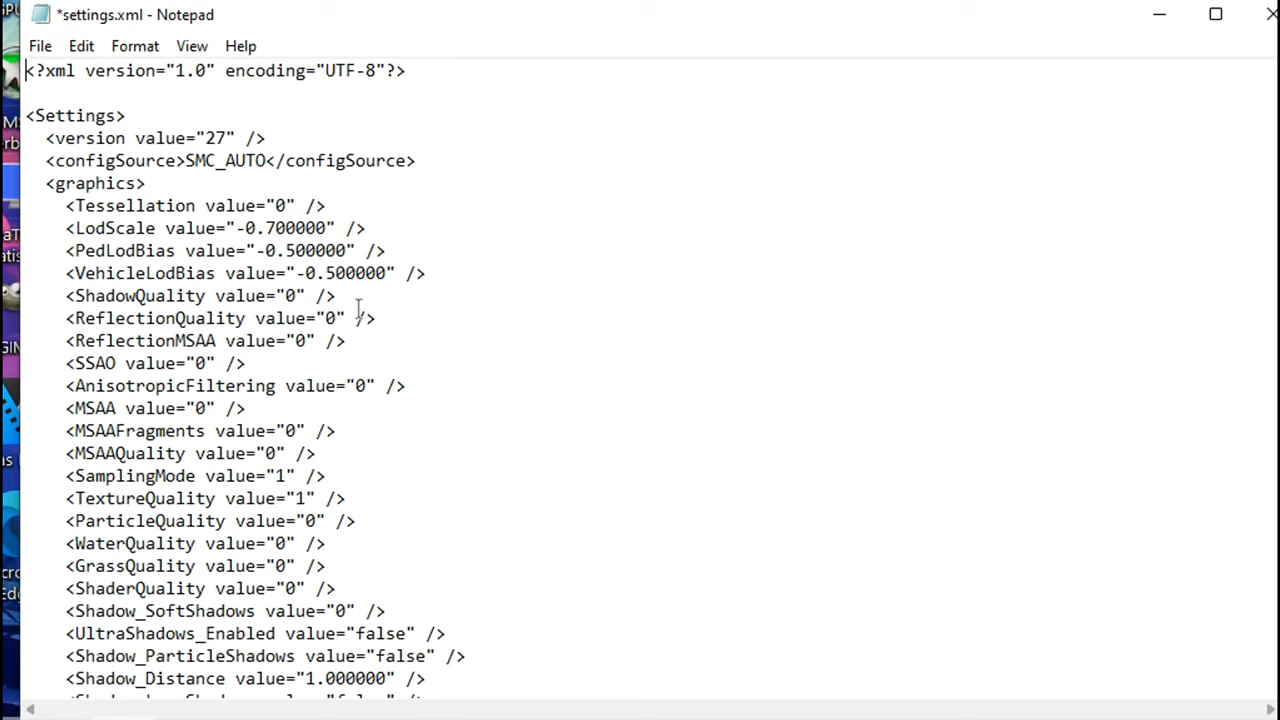 *settings.xml - Notepad
File Edit Format View Help
<?xml version="1.0" encoding="UTF-8"?>
<Settings>
<version value="27" />
<configSource>SMC_AUTO</configSource>
<graphics>
<Tessellation value="0" />
<LodScale value="-0.700000" />
<PedLodBias value="-0.500000" />
<VehicleLodBias value="-0.500000" />
<ShadowQuality value="0" />
<ReflectionQuality value="0" />
<ReflectionMSAA value="0" />
<SSAO value="0" />
<AnisotropicFiltering value="0" />
<MSAA value="0" />
<MSAAFragments value="0" />
<MSAAQuality value="0" />
<SamplingMode value="1" />
<TextureQuality value="1" />
<ParticleQuality value="0" />
<WaterQuality value="0" />
<GrassQuality value="0" />
<ShaderQuality value="0" />
<Shadow_SoftShadows value="0" />
<UltraShadows_Enabled value="false" />
<Shadow_ParticleShadows value="false" />
<Shadow_Distance value="1.000000" />